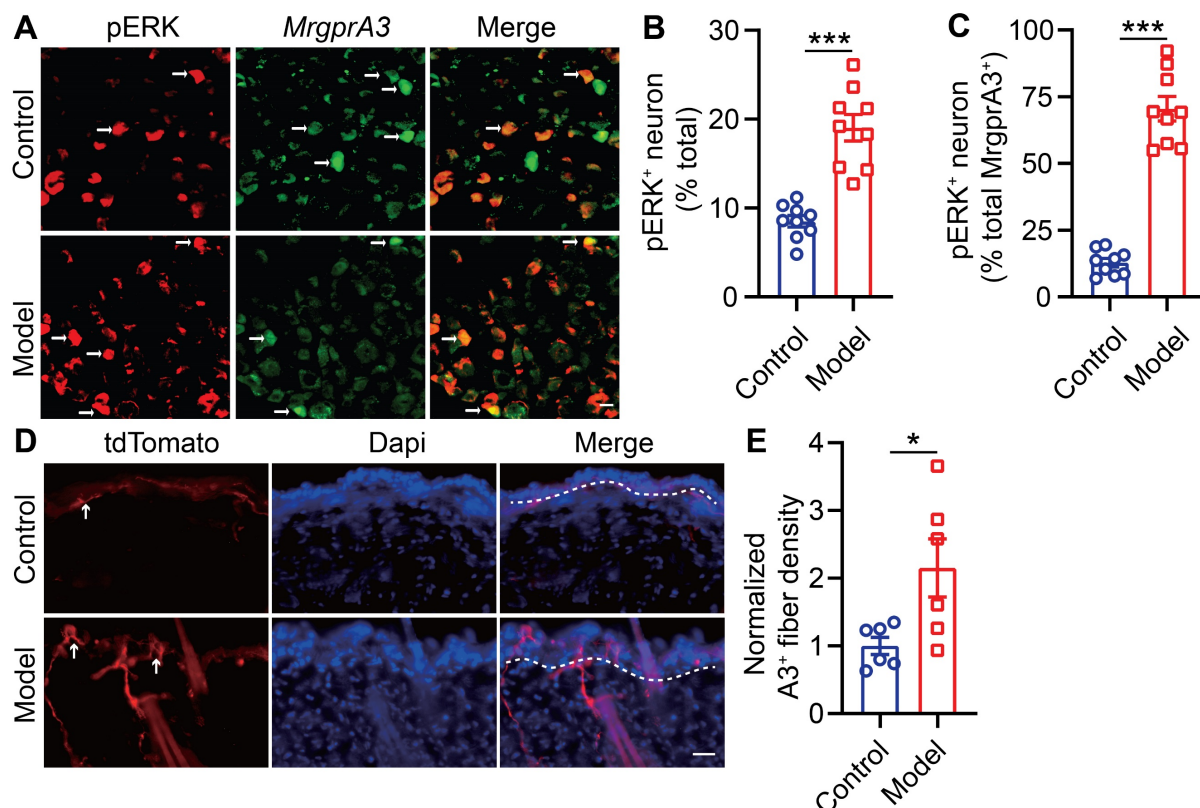 A
pERK
MrgprA3
Merge
Control
Model
B
pERK⁺ neuron
(% total)
30
20
10
0
***
Control
Model
C
pERK⁺ neuron
(% total MrgprA3⁺)
100
75
50
25
0
***
Control
Model
D
tdTomato
Dapi
Merge
Control
Model
E
Normalized
A3⁺ fiber density
4
3
2
1
0
*
Control
Model